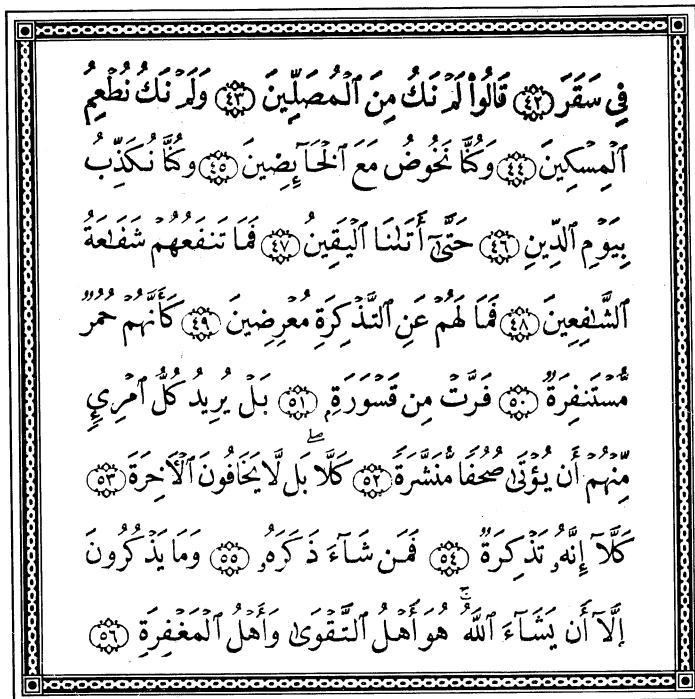 فِي سَقَرَ ٤٢ قَالُوا۟ لَمْ نَكُ مِنَ ٱلْمُصَلِّينَ ٤٣ وَلَمْ نَكُ نُطْعِمُ
ٱلْمِسْكِينَ ٤٤ وَكُنَّا نَخُوضُ مَعَ ٱلْخَآئِضِينَ ٤٥ وَكُنَّا نُكَذِّبُ
بِيَوْمِ ٱلدِّينِ ٤٦ حَتَّىٰٓ أَتَىٰنَا ٱلْيَقِينُ ٤٧ فَمَا تَنفَعُهُمْ شَفَـٰعَةُ
ٱلشَّـٰفِعِينَ ٤٨ فَمَا لَهُمْ عَنِ ٱلتَّذْكِرَةِ مُعْرِضِينَ ٤٩ كَأَنَّهُمْ حُمُرٌ
مُّسْتَنفِرَةٌ ٥٠ فَرَّتْ مِن قَسْوَرَةٍۭ ٥١ بَلْ يُرِيدُ كُلُّ ٱمْرِئٍ
مِّنْهُمْ أَن يُؤْتَىٰ صُحُفًا مُّنَشَّرَةً ٥٢ كَلَّا ۖ بَل لَّا يَخَافُونَ ٱلْـَٔاخِرَةَ ٥٣
كَلَّآ إِنَّهُۥ تَذْكِرَةٌ ٥٤ فَمَن شَآءَ ذَكَرَهُۥ ٥٥ وَمَا يَذْكُرُونَ
إِلَّآ أَن يَشَآءَ ٱللَّهُ ۚ هُوَ أَهْلُ ٱلتَّقْوَىٰ وَأَهْلُ ٱلْمَغْفِرَةِ ٥٦